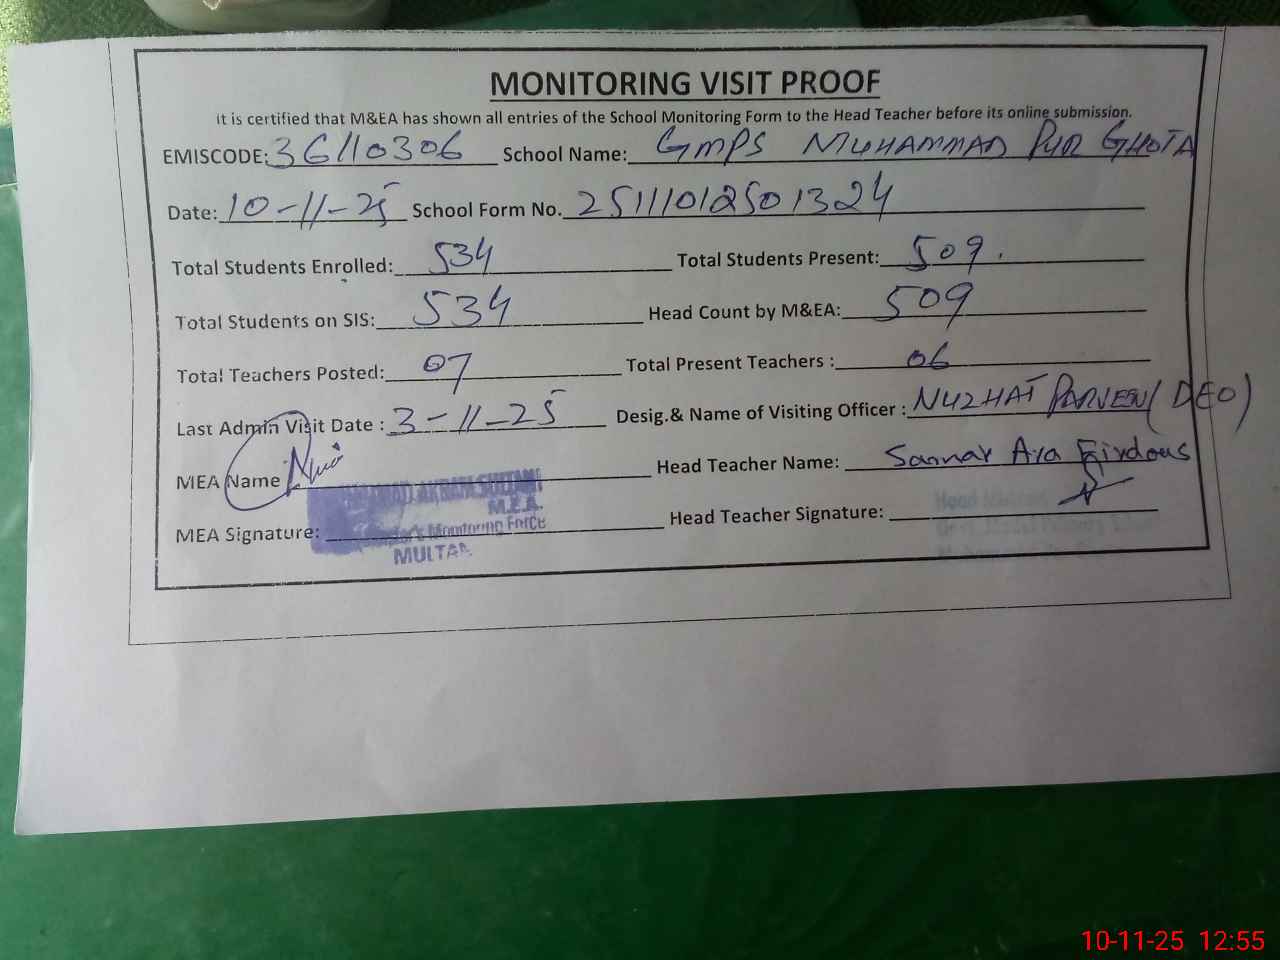 MONITORING VISIT PROOF
it is certified that M&EA has shown all entries of the School Monitoring Form to the Head Teacher before its online submission.
EMISCODE: 36110306 School Name: GMPS MUHAMMAD PUR GHOTA
Date: 10-11-25 School Form No. 25111012501324
Total Students Enrolled: 534 Total Students Present: 509.
Total Students on SIS: 534 Head Count by M&EA: 509
Total Teachers Posted: 07 Total Present Teachers : 06
Last Admin Visit Date : 3-11-25 Desig.& Name of Visiting Officer : NUZHAT PARVEEN (DEO)
MEA Name Head Teacher Name: Samar Ara Firdous
AKRAM SULTANI
M.E.A.
MEA Signature: Monitoring Force Head Teacher Signature:
MULTAN
Head
10-11-25 12:55